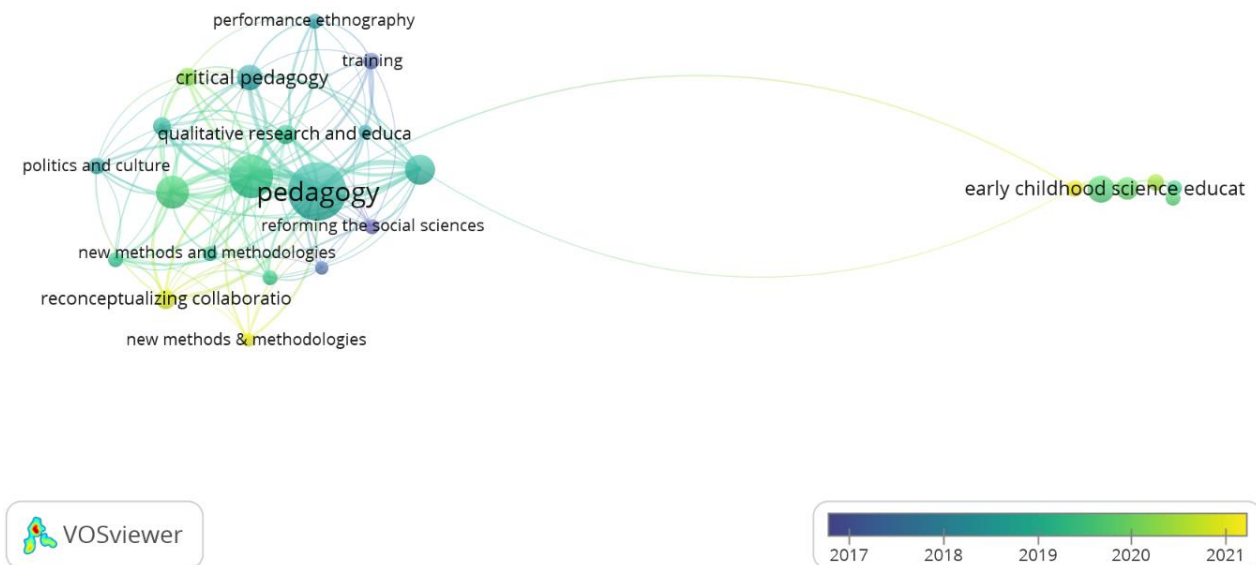 performance ethnography
training
critical pedagogy
qualitative research and educa
politics and culture
early childhood science educat
pedagogy
reforming the social sciences
new methods and methodologies
reconceptualizing collaboratio
new methods & methodologies
VOSviewer
2017 2018 2019 2020 2021